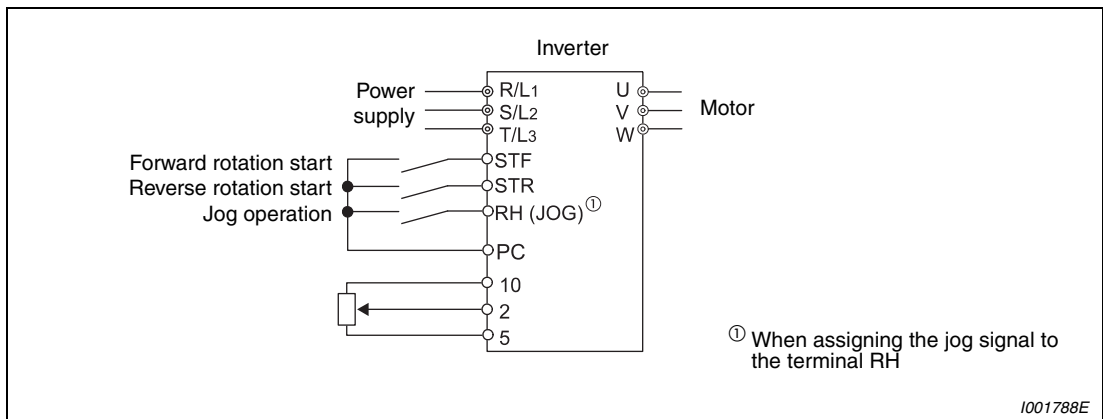 Inverter
Power
supply
R/L1
S/L2
T/L3
U
V
W
Motor
Forward rotation start
STF
Reverse rotation start
STR
Jog operation
RH (JOG)①
PC
10
2
5
① When assigning the jog signal to
the terminal RH
I001788E